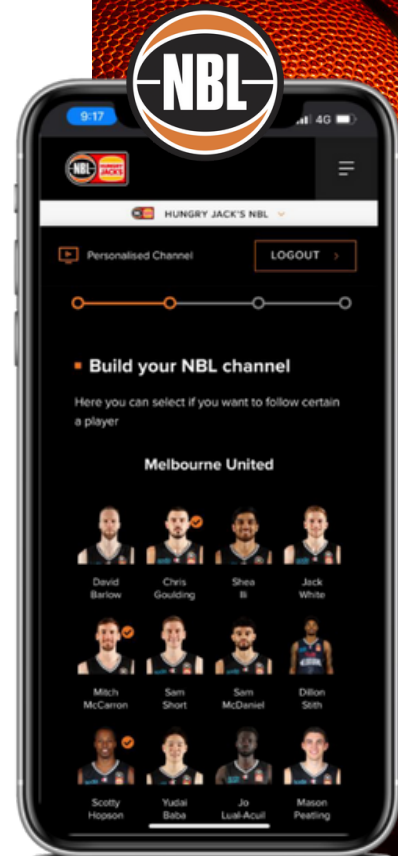 NBL
9:17
4G
NBL HUNGRY JACK'S
HUNGRY JACK'S NBL
Personalised Channel
LOGOUT >
Build your NBL channel
Here you can select if you want to follow certain
a player
Melbourne United
David Chris Shea Jack
Barlow Goulding Ili White
Mitch Sam Sam Dillon
McCarron Short McDaniel Stith
Scotty Yudai Jo Mason
Hopson Baba Lual-Acuil Peatling